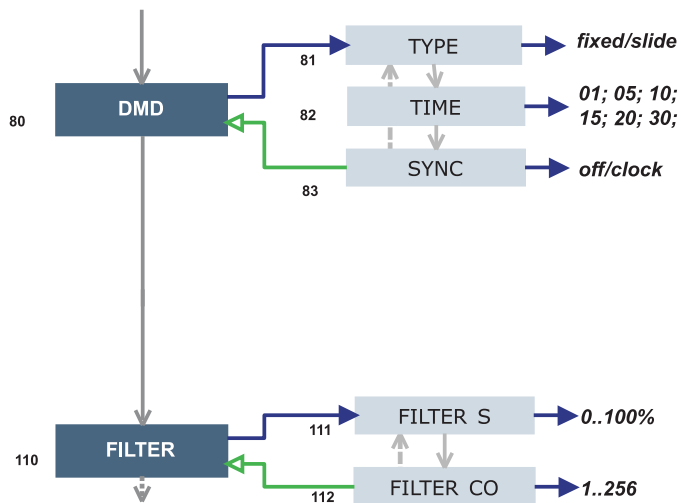 81
TYPE
fixed/slide
80
DMD
82
TIME
01; 05; 10;
15; 20; 30;
83
SYNC
off/clock
111
FILTER S
0..100%
110
FILTER
112
FILTER CO
1..256